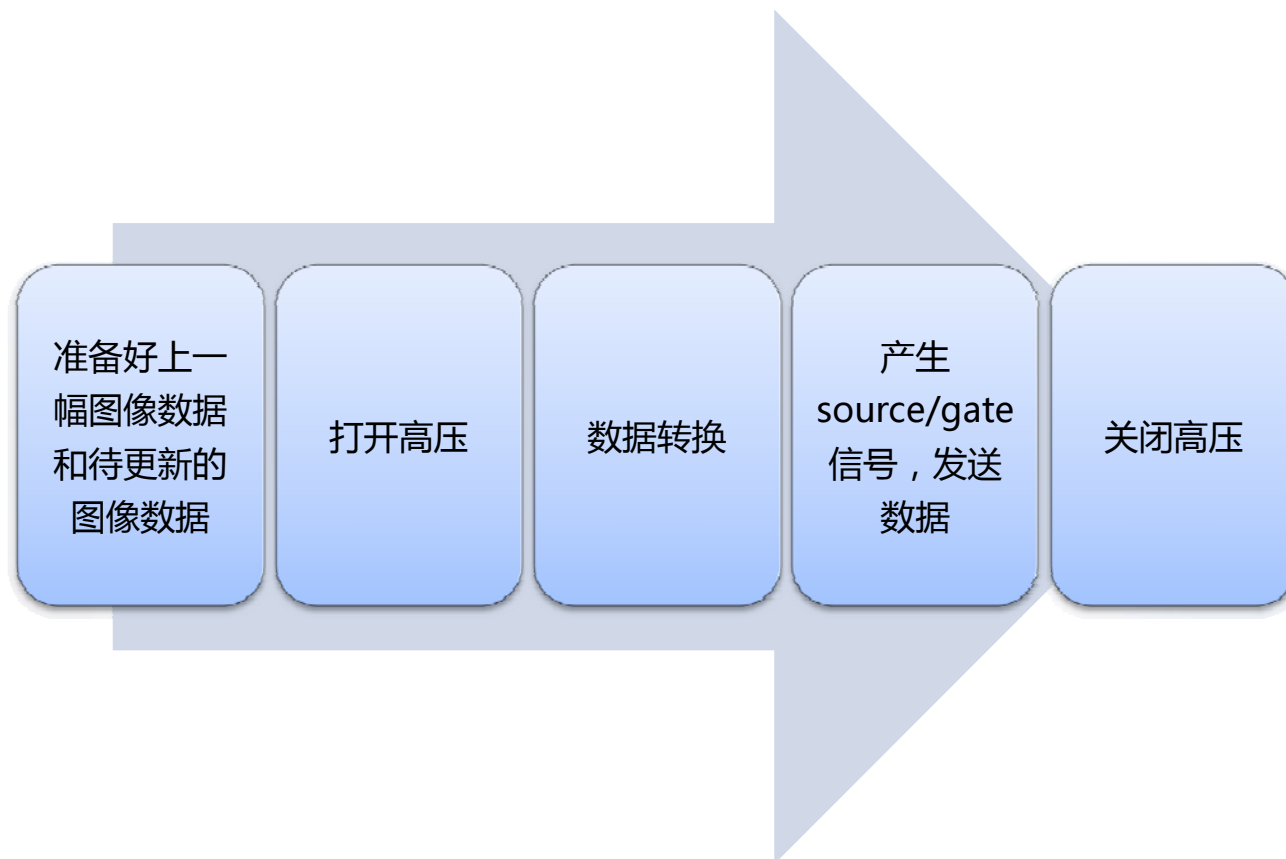 准备好上一
幅图像数据
和待更新的
图像数据
打开高压
数据转换
产生
source/gate
信号，发送
数据
关闭高压